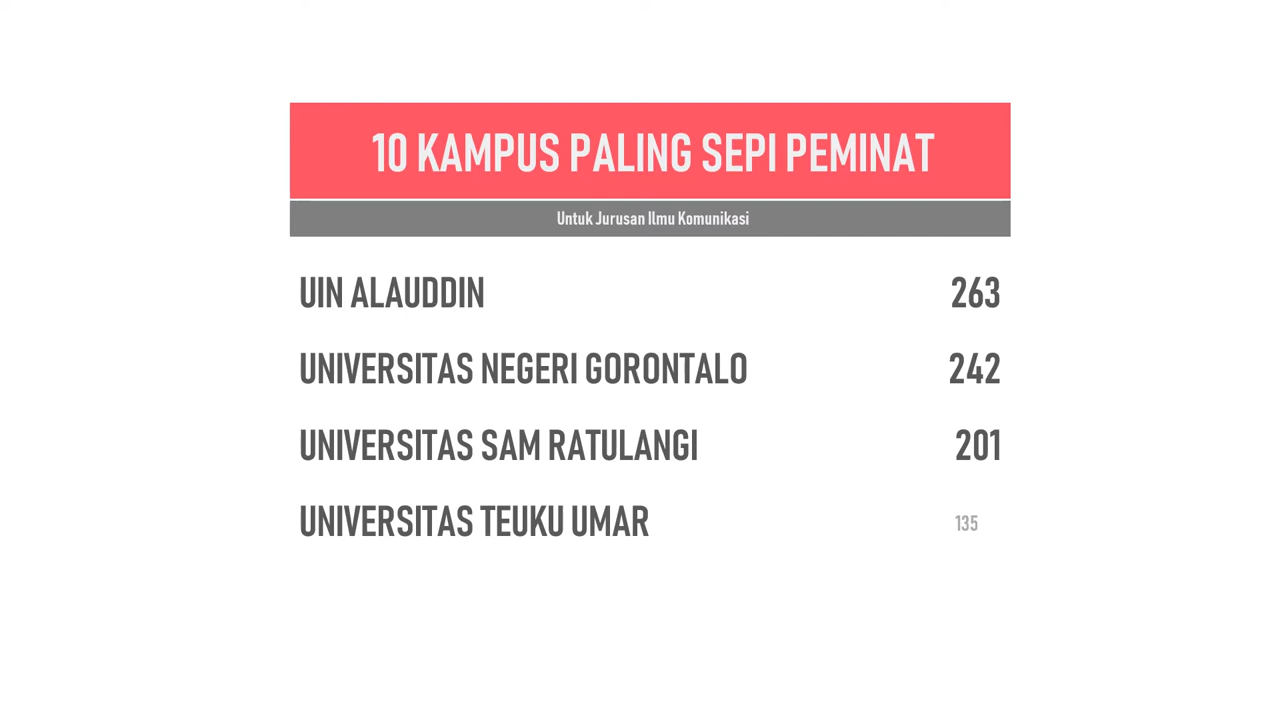 10 KAMPUS PALING SEPI PEMINAT
Untuk Jurusan Ilmu Komunikasi
UIN ALAUDDIN 263
UNIVERSITAS NEGERI GORONTALO 242
UNIVERSITAS SAM RATULANGI 201
UNIVERSITAS TEUKU UMAR 135